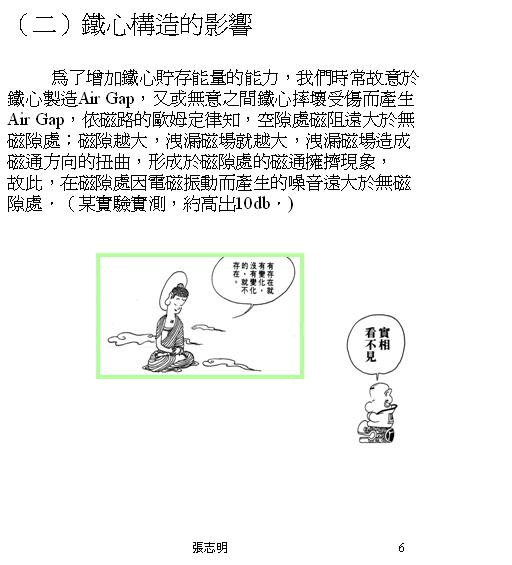 （二）鐵心構造的影響
為了增加鐵心貯存能量的能力，我們時常故意於
鐵心製造Air Gap，又或無意之間鐵心摔壞受傷而產生
Air Gap，依磁路的歐姆定律知，空隙處磁阻遠大於無
磁隙處；磁隙越大，洩漏磁場就越大，洩漏磁場造成
磁通方向的扭曲，形成於磁隙處的磁通擁擠現象，
故此，在磁隙處因電磁振動而產生的噪音遠大於無磁
隙處．（某實驗實測，約高出10db．)
有存在就
有變化，
沒有變化
的，就不
存在。
實相
看不見
張志明
6